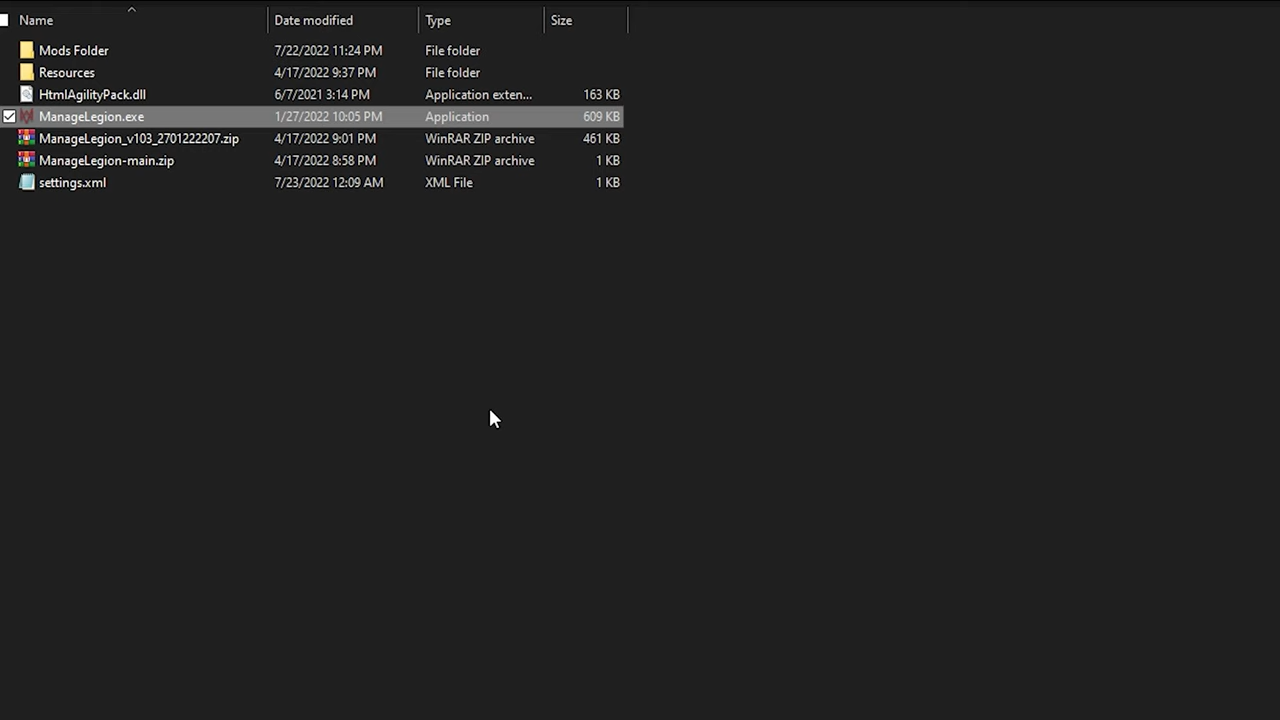 Name Date modified Type Size
Mods Folder 7/22/2022 11:24 PM File folder
Resources 4/17/2022 9:37 PM File folder
HtmlAgilityPack.dll 6/7/2021 3:14 PM Application exten... 163 KB
ManageLegion.exe 1/27/2022 10:05 PM Application 609 KB
ManageLegion_v103_2701222207.zip 4/17/2022 9:01 PM WinRAR ZIP archive 461 KB
ManageLegion-main.zip 4/17/2022 8:58 PM WinRAR ZIP archive 1 KB
settings.xml 7/23/2022 12:09 AM XML File 1 KB